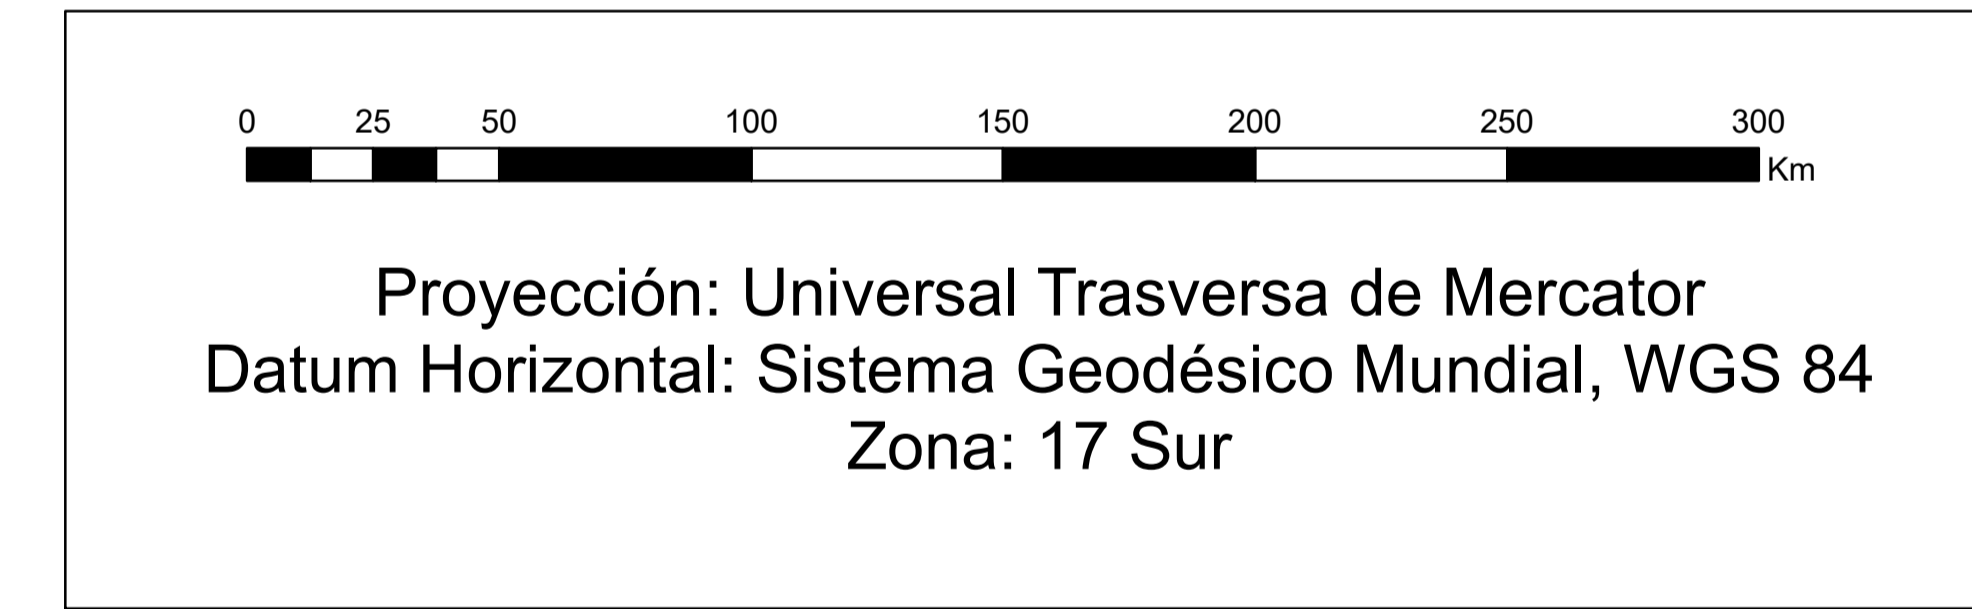 0 25 50 100 150 200 250 300
Km
Proyección: Universal Trasversa de Mercator
Datum Horizontal: Sistema Geodésico Mundial, WGS 84
Zona: 17 Sur